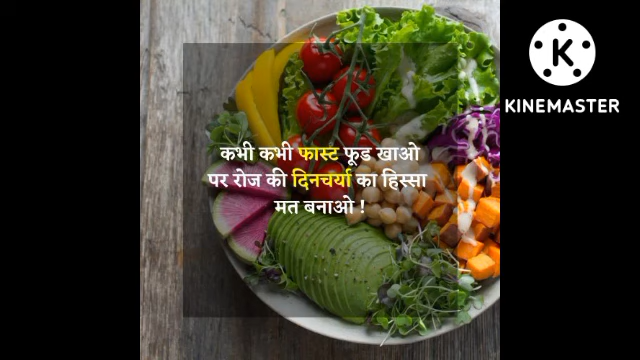 कभी कभी फास्ट फूड खाओ
पर रोज की दिनचर्या का हिस्सा
मत बनाओ !
K
KINEMASTER